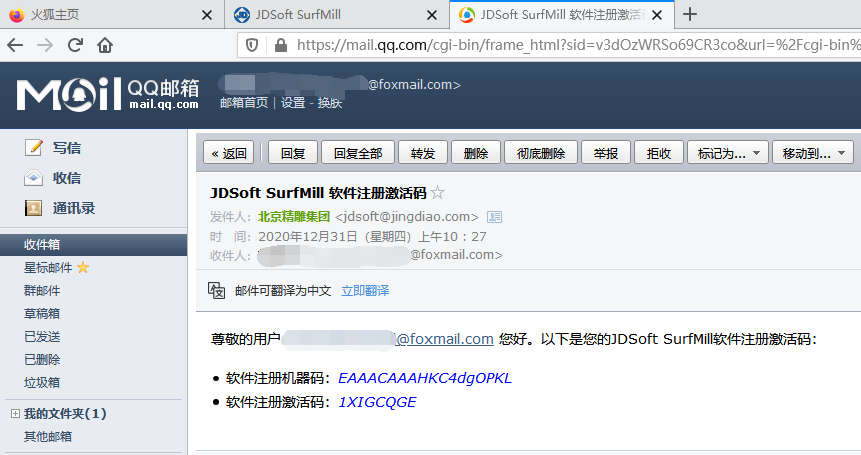 火狐主页
JDSoft SurfMill
JDSoft SurfMill 软件注册激活
https://mail.qq.com/cgi-bin/frame_html?sid=v3dOzWRSo69CR3co&url=%2Fcgi-bin%
Mail QQ邮箱
mail.qq.com
@foxmail.com>
邮箱首页 | 设置 - 换肤
写信
收信
通讯录
收件箱
星标邮件
群邮件
草稿箱
已发送
已删除
垃圾箱
我的文件夹(1)
其他邮箱
« 返回 回复 回复全部 转发 删除 彻底删除 举报 拒收 标记为... 移动到...
JDSoft SurfMill 软件注册激活码
发件人：北京精雕集团 <jdsoft@jingdiao.com>
时 间：2020年12月31日（星期四）上午10：27
收件人： @foxmail.com>
邮件可翻译为中文 立即翻译
尊敬的用户 @foxmail.com 您好。以下是您的JDSoft SurfMill软件注册激活码：
• 软件注册机器码：EAAACAAAHKC4dgOPKL
• 软件注册激活码：1XIGCQGE